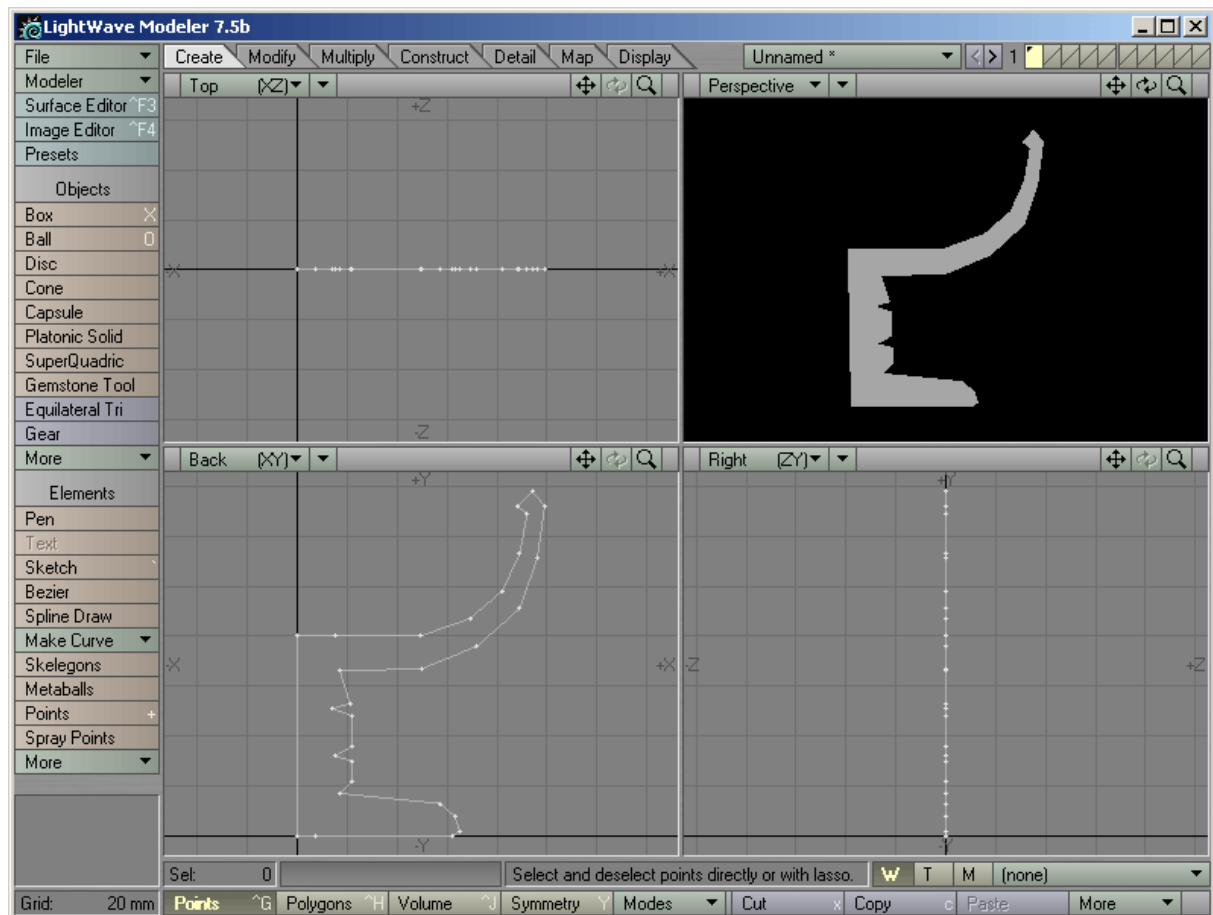 LightWave Modeler 7.5b
File
Create Modify Multiply Construct Detail Map Display Unnamed * < > 1
Modeler
Surface Editor ^F3
Image Editor ^F4
Presets
Objects
Box X
Ball O
Disc
Cone
Capsule
Platonic Solid
SuperQuadric
Gemstone Tool
Equilateral Tri
Gear
More
Elements
Pen
Text
Sketch `
Bezier
Spline Draw
Make Curve
Skelegons
Metaballs
Points +
Spray Points
More
Top (XZ)
+Z
-X +X
-Z
Perspective
Back (XY)
+Y
-X +X
-Y
Right (ZY)
+Y
-Z +Z
-Y
Sel: 0 Select and deselect points directly or with lasso. W T M (none)
Grid: 20 mm Points ^G Polygons ^H Volume ^J Symmetry Y Modes Cut x Copy c Paste More